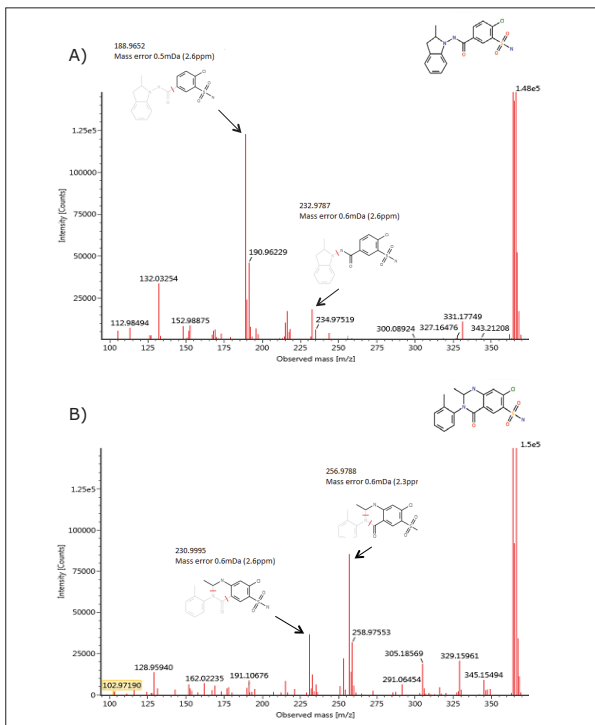 A)
188.9652
Mass error 0.5mDa (2.6ppm)
Cl
N
N
O
O
O
S
N
1.48e5
1.25e5
100000
75000
50000
25000
Intensity [Counts]
232.9787
Mass error 0.6mDa (2.6ppm)
190.96229
132.03254
112.98494
152.98875
234.97519
300.08924
327.16476
331.17749
343.21208
100
125
150
175
200
225
250
275
300
325
350
Observed mass [m/z]
B)
N
Cl
N
O
O
S
O
N
1.5e5
256.9788
Mass error 0.6mDa (2.3ppr
1.25e5
100000
75000
50000
25000
0
Intensity [Counts]
230.9995
Mass error 0.6mDa (2.6ppm)
258.97553
305.18569
329.15961
345.15494
291.06454
102.97190
128.95940
162.02235
191.10676
100
125
150
175
200
225
250
275
300
325
350
Observed mass [m/z]